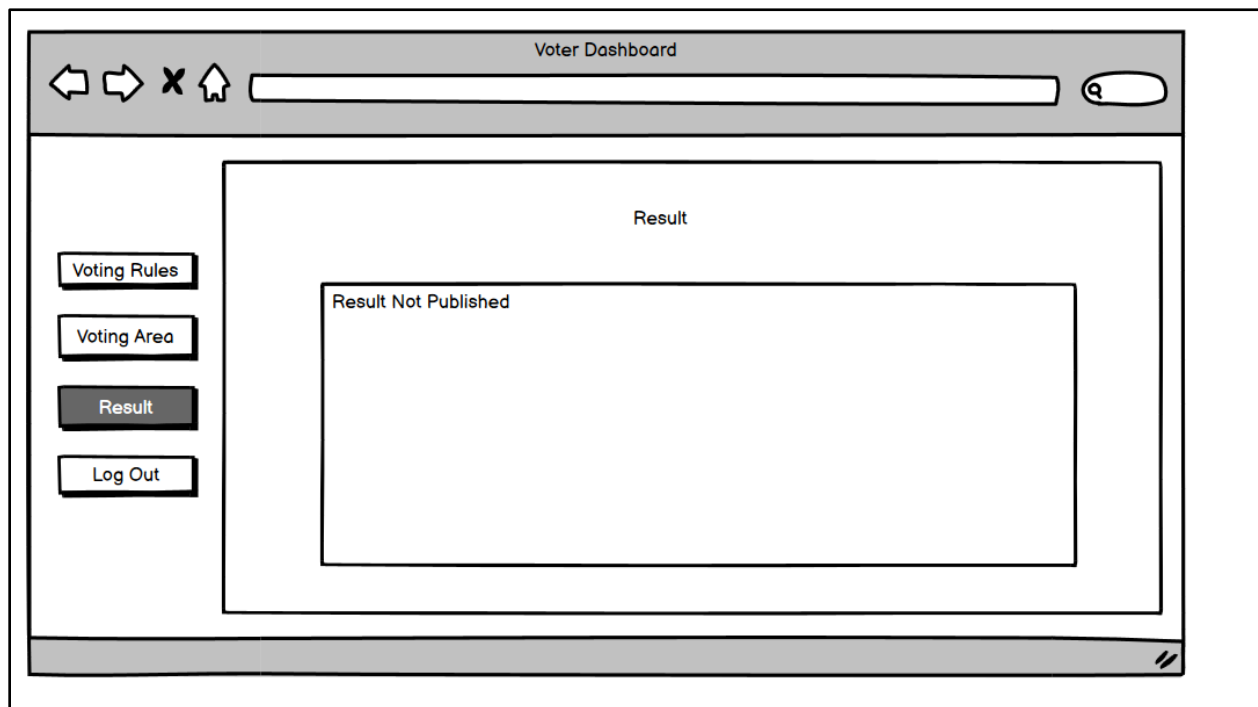 Voter Dashboard
Result
Voting Rules
Result Not Published
Voting Area
Result
Log Out